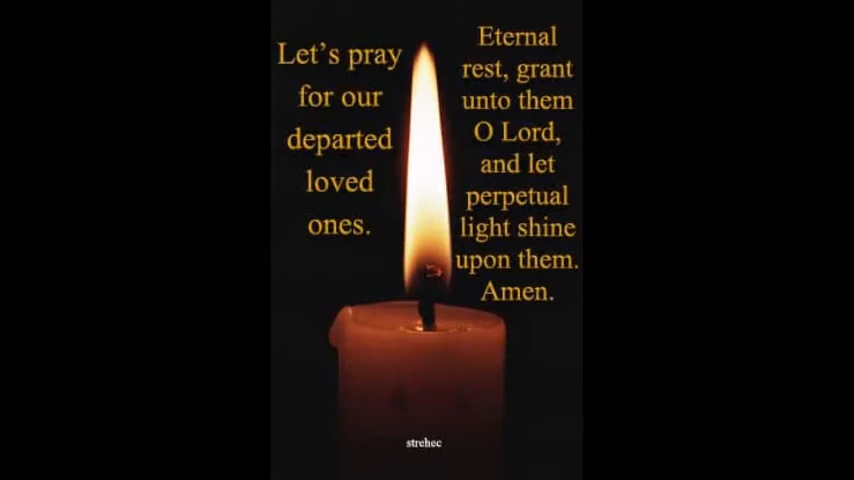 Let’s pray
for our
departed
loved
ones.
Eternal
rest, grant
unto them
O Lord,
and let
perpetual
light shine
upon them.
Amen.
strehec